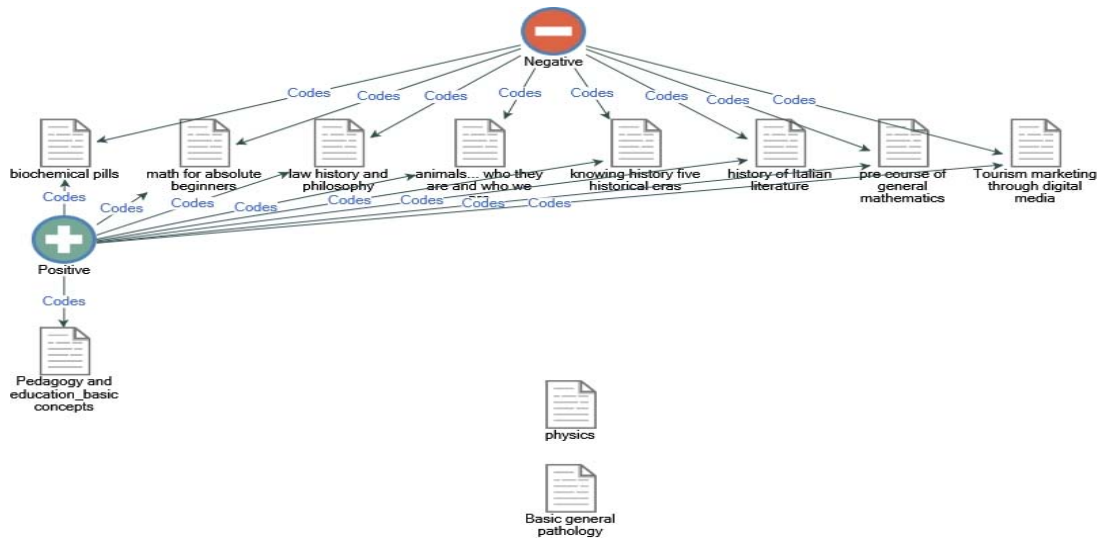 Negative
Codes
Codes
Codes
Codes
Codes
Codes
Codes
Codes
biochemical pills
math for absolute
beginners
law history and
philosophy
animals... who they
are and who we
knowing history five
historical eras
history of Italian
literature
pre course of
general
mathematics
Tourism marketing
through digital
media
Codes
Codes
Codes
Codes
Codes
Codes
Codes
Codes
Positive
Codes
Pedagogy and
education_basic
concepts
physics
Basic general
pathology